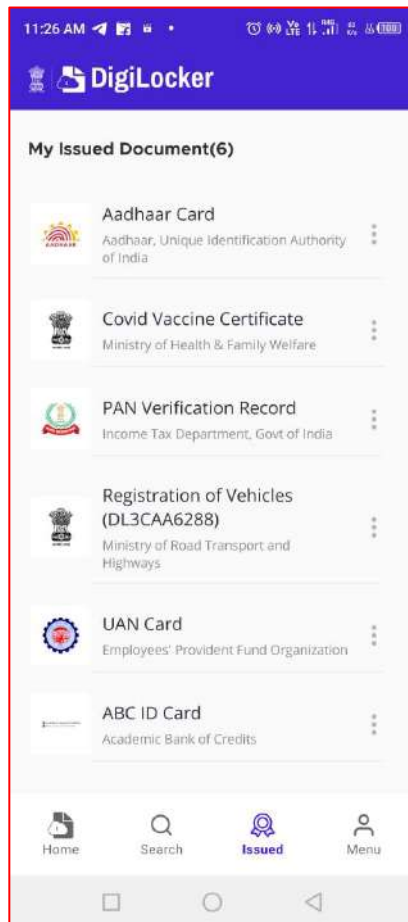 11:26 AM
DigiLocker
My Issued Document(6)
Aadhaar Card
Aadhaar, Unique Identification Authority
of India
AADHAAR
Covid Vaccine Certificate
Ministry of Health & Family Welfare
PAN Verification Record
Income Tax Department, Govt of India
Registration of Vehicles
(DL3CAA6288)
Ministry of Road Transport and
Highways
UAN Card
Employees' Provident Fund Organization
ABC ID Card
Academic Bank of Credits
Home
Search
Issued
Menu